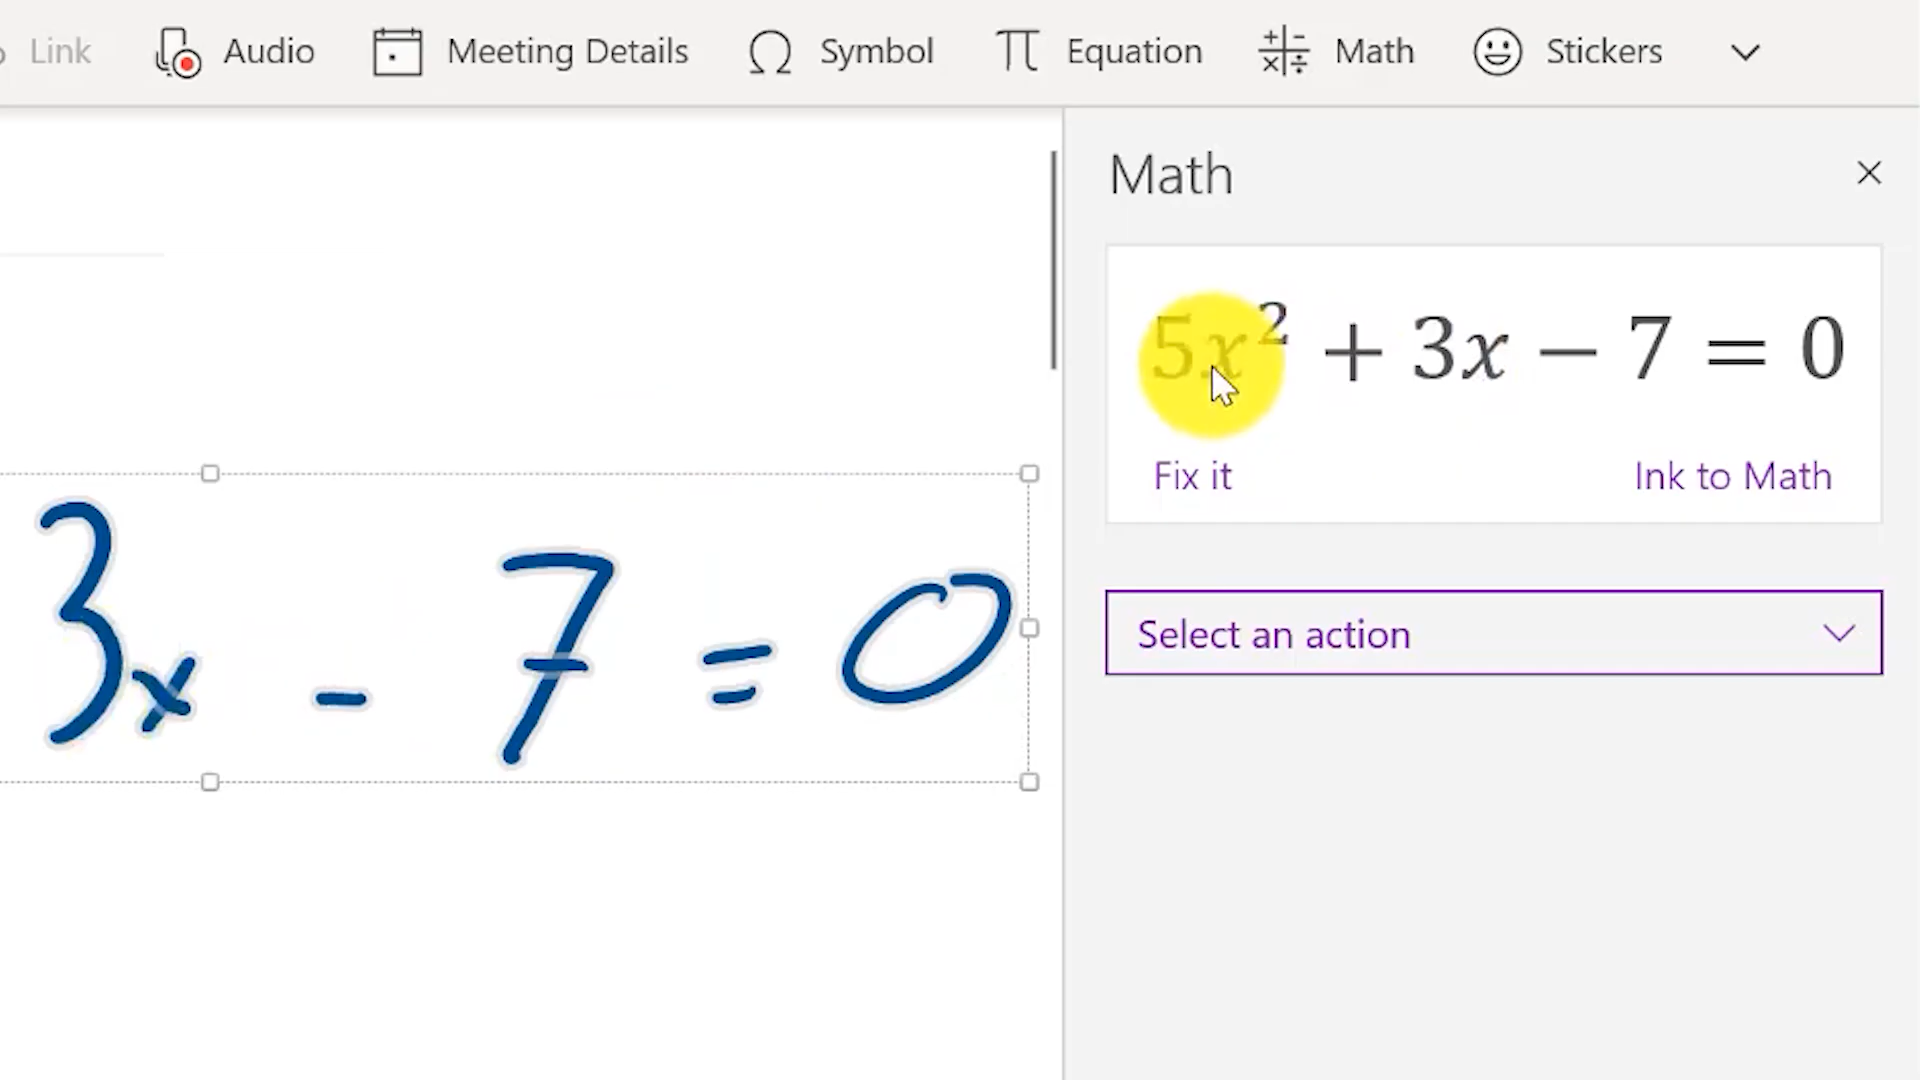 Link Audio Meeting Details Symbol Equation Math Stickers
Math
5x² + 3x − 7 = 0
Fix it Ink to Math
3x - 7 = 0
Select an action